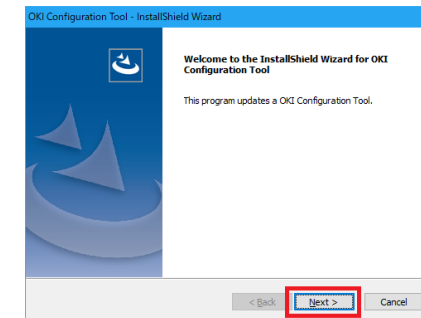 OKI Configuration Tool - InstallShield Wizard
Welcome to the InstallShield Wizard for OKI
Configuration Tool
This program updates a OKI Configuration Tool.
< Back
Next >
Cancel